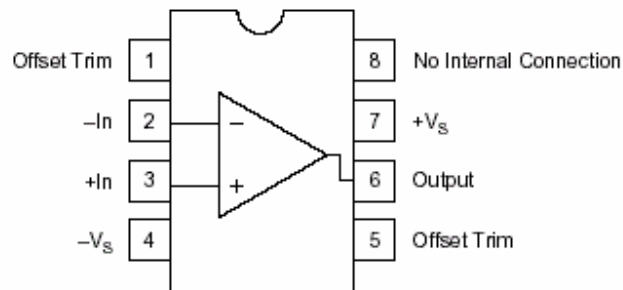 Offset Trim 1 8 No Internal Connection
–In 2 – 7 +VS
+In 3 + 6 Output
–VS 4 5 Offset Trim